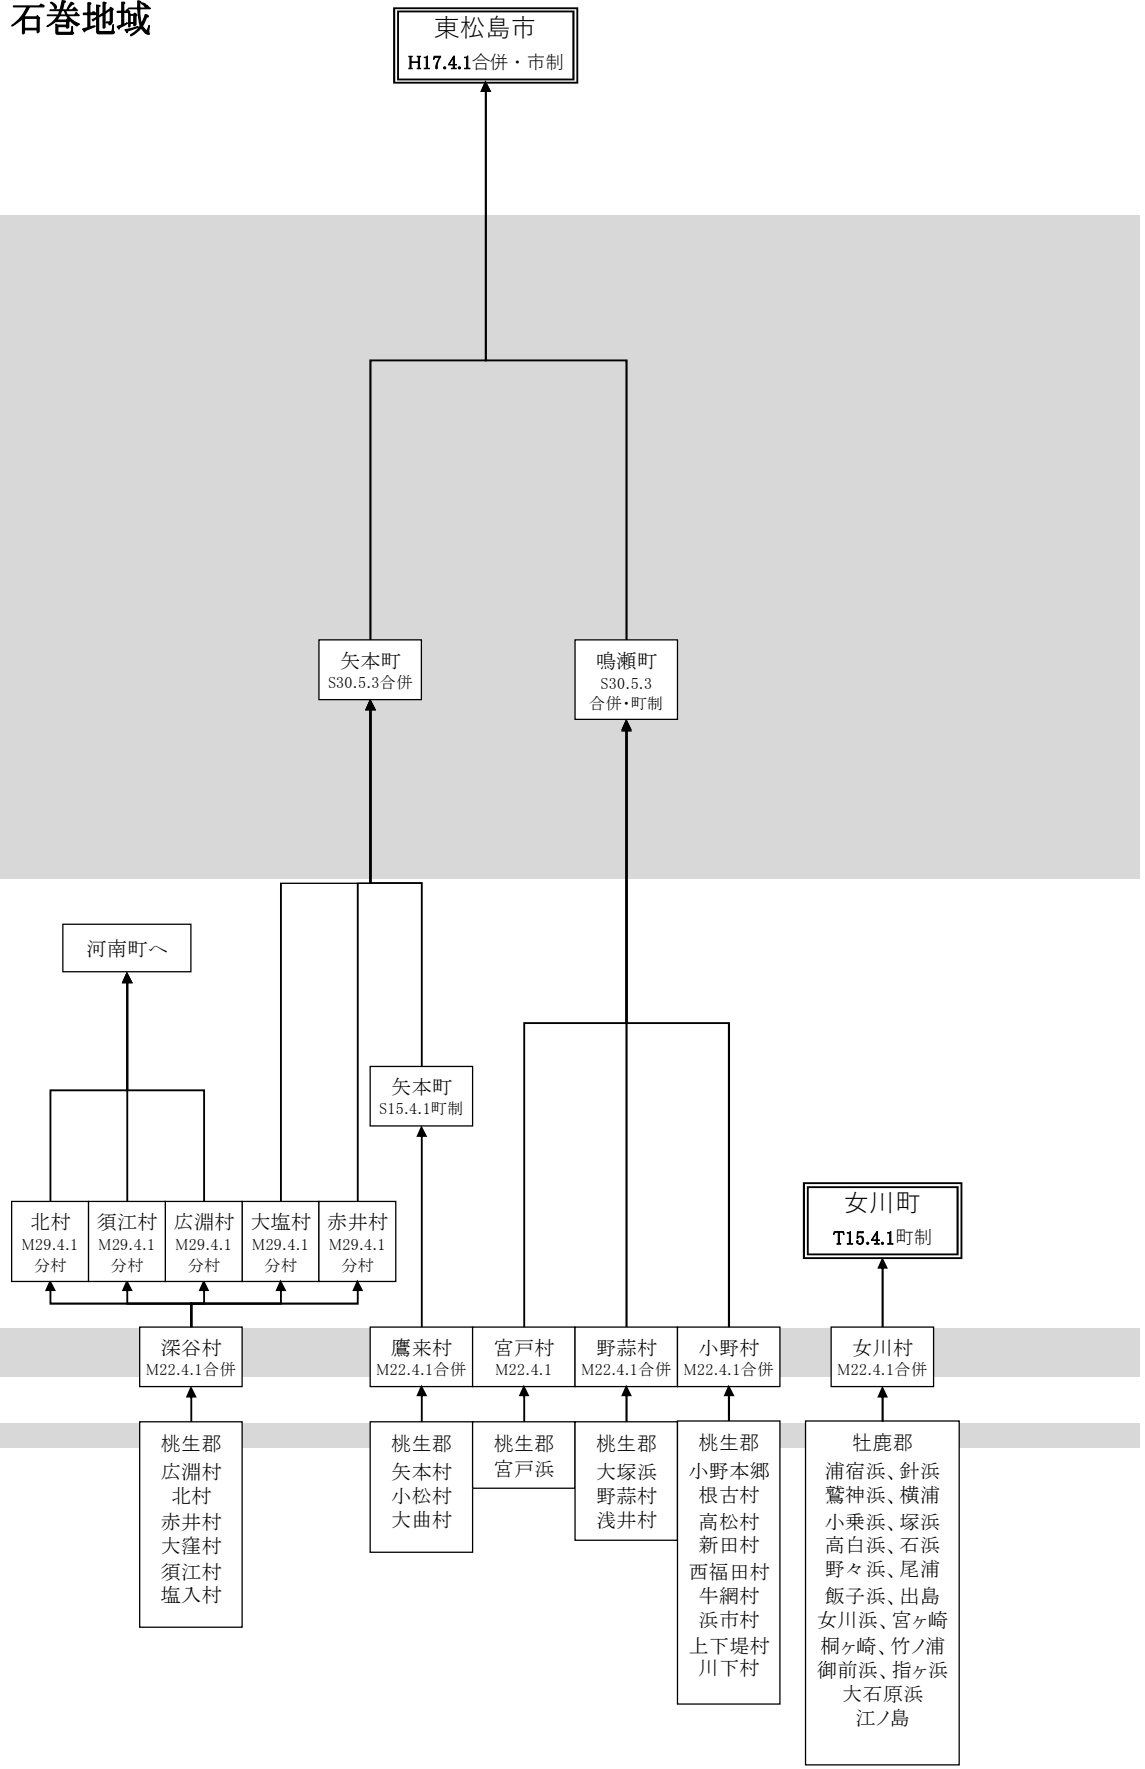 石巻地域
東松島市
H17.4.1合併・市制
矢本町
S30.5.3合併
鳴瀬町
S30.5.3
合併・町制
河南町へ
矢本町
S15.4.1町制
北村
M29.4.1
分村
須江村
M29.4.1
分村
広淵村
M29.4.1
分村
大塩村
M29.4.1
分村
赤井村
M29.4.1
分村
女川町
T15.4.1町制
深谷村
M22.4.1合併
鷹来村
M22.4.1合併
宮戸村
M22.4.1
野蒜村
M22.4.1合併
小野村
M22.4.1合併
女川村
M22.4.1合併
桃生郡
広淵村
北村
赤井村
大窪村
須江村
塩入村
桃生郡
矢本村
小松村
大曲村
桃生郡
宮戸浜
桃生郡
大塚浜
野蒜村
浅井村
桃生郡
小野本郷
根古村
高松村
新田村
西福田村
牛網村
浜市村
上下堤村
川下村
牡鹿郡
浦宿浜、針浜
鷲神浜、横浦
小乗浜、塚浜
高白浜、石浜
野々浜、尾浦
飯子浜、出島
女川浜、宮ヶ崎
桐ヶ崎、竹ノ浦
御前浜、指ヶ浜
大石原浜
江ノ島